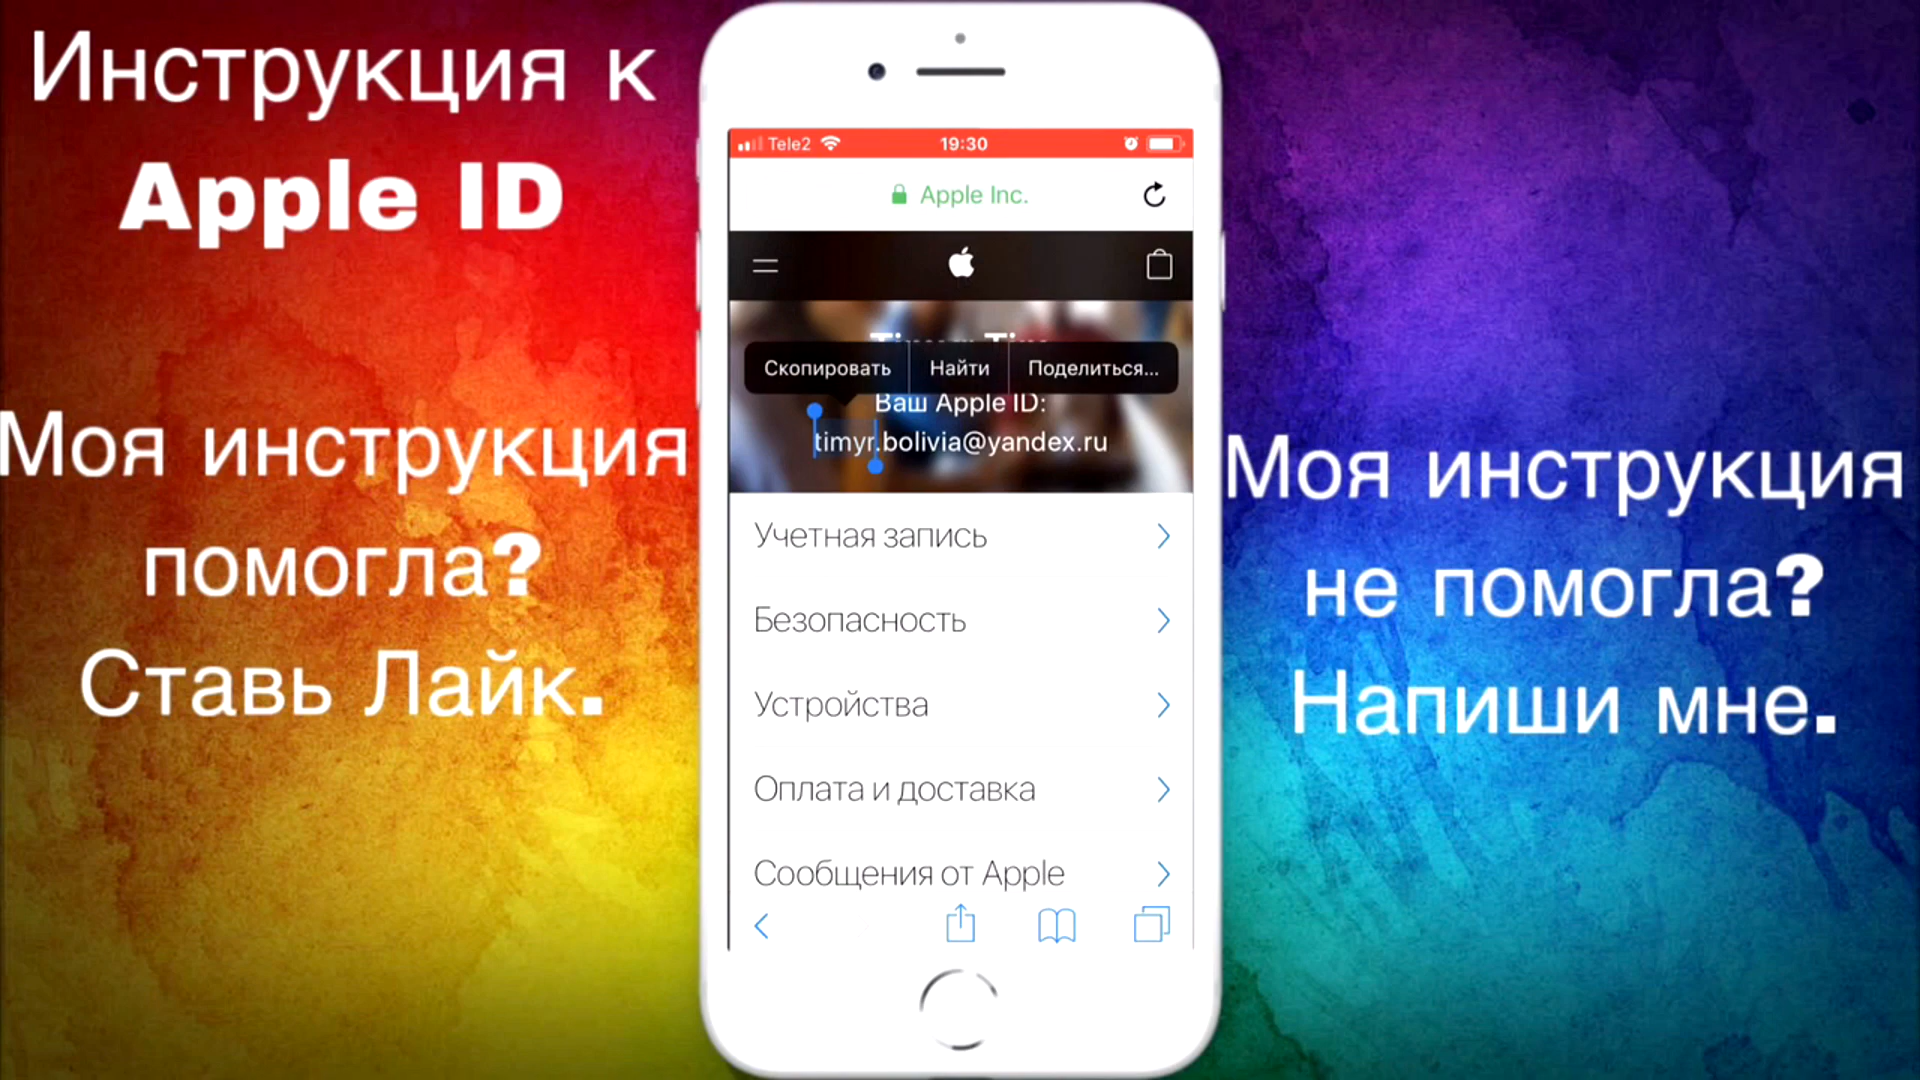 Инструкция к
Apple ID
Моя инструкция
помогла?
Ставь Лайк.
Tele2
19:30
Apple Inc.
Скопировать
Найти
Поделиться...
Ваш Apple ID:
timyr.bolivia@yandex.ru
Учетная запись
Безопасность
Устройства
Оплата и доставка
Сообщения от Apple
Моя инструкция
не помогла?
Напиши мне.